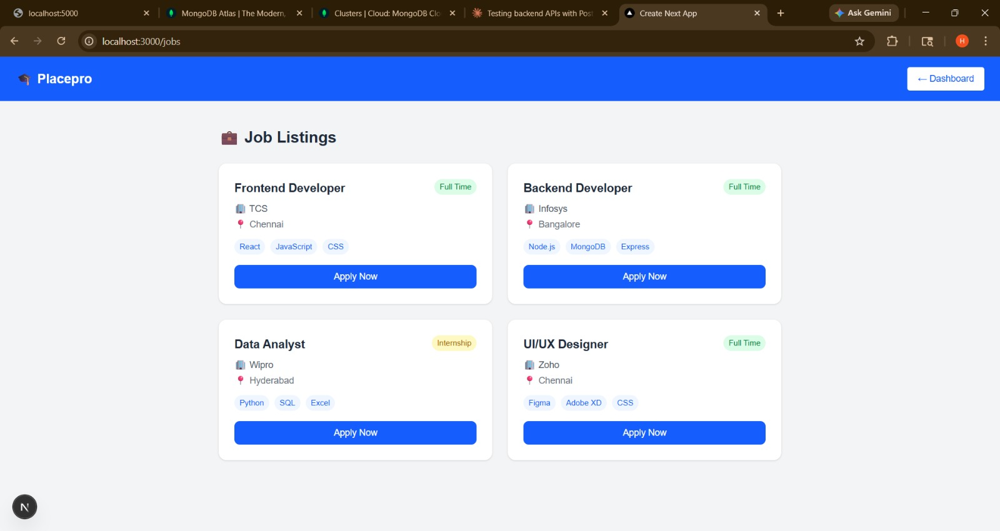 localhost:5000
MongoDB Atlas | The Modern,
Clusters | Cloud: MongoDB Clo
Testing backend APIs with Post
Create Next App
Ask Gemini
localhost:3000/jobs
H
Placepro
← Dashboard
Job Listings
Frontend Developer
Full Time
TCS
Chennai
React JavaScript CSS
Apply Now
Backend Developer
Full Time
Infosys
Bangalore
Node.js MongoDB Express
Apply Now
Data Analyst
Internship
Wipro
Hyderabad
Python SQL Excel
Apply Now
UI/UX Designer
Full Time
Zoho
Chennai
Figma Adobe XD CSS
Apply Now
N